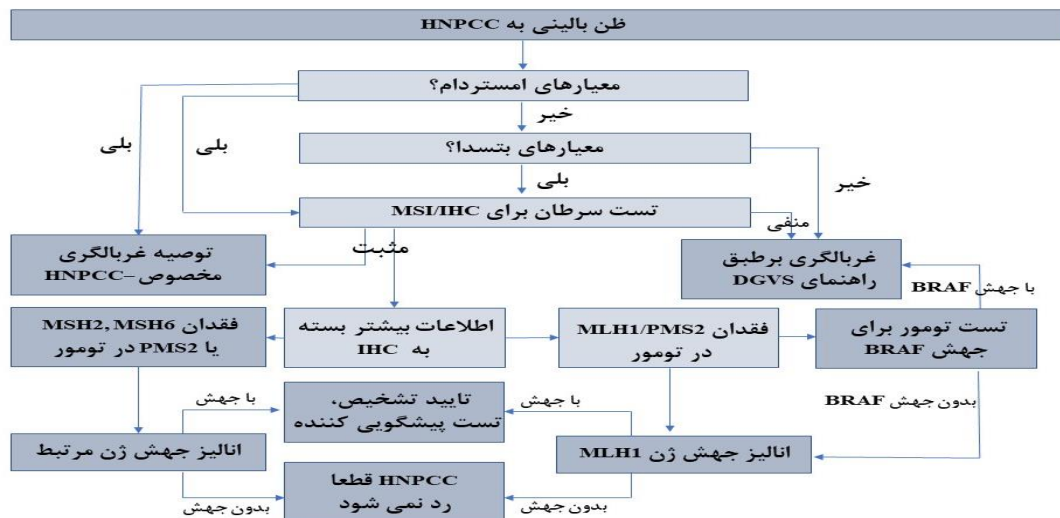 ظن بالینی به HNPCC
معیارهای امستردام؟
خیر
بلی
بلی
معیارهای بتسدا؟
خیر
بلی
تست سرطان برای MSI/IHC
منفی
مثبت
توصیه غربالگری
مخصوص-HNPCC
غربالگری برطبق
راهنمای DGVS
با جهش BRAF
فقدان MSH2, MSH6
یا PMS2 در تومور
اطلاعات بیشتر بسته
به IHC
فقدان MLH1/PMS2
در تومور
تست تومور برای
جهش BRAF
بدون جهش BRAF
با جهش
تایید تشخیص،
تست پیشگویی کننده
با جهش
انالیز جهش ژن مرتبط
انالیز جهش ژن MLH1
بدون جهش
HNPCC قطعا
رد نمی شود
بدون جهش